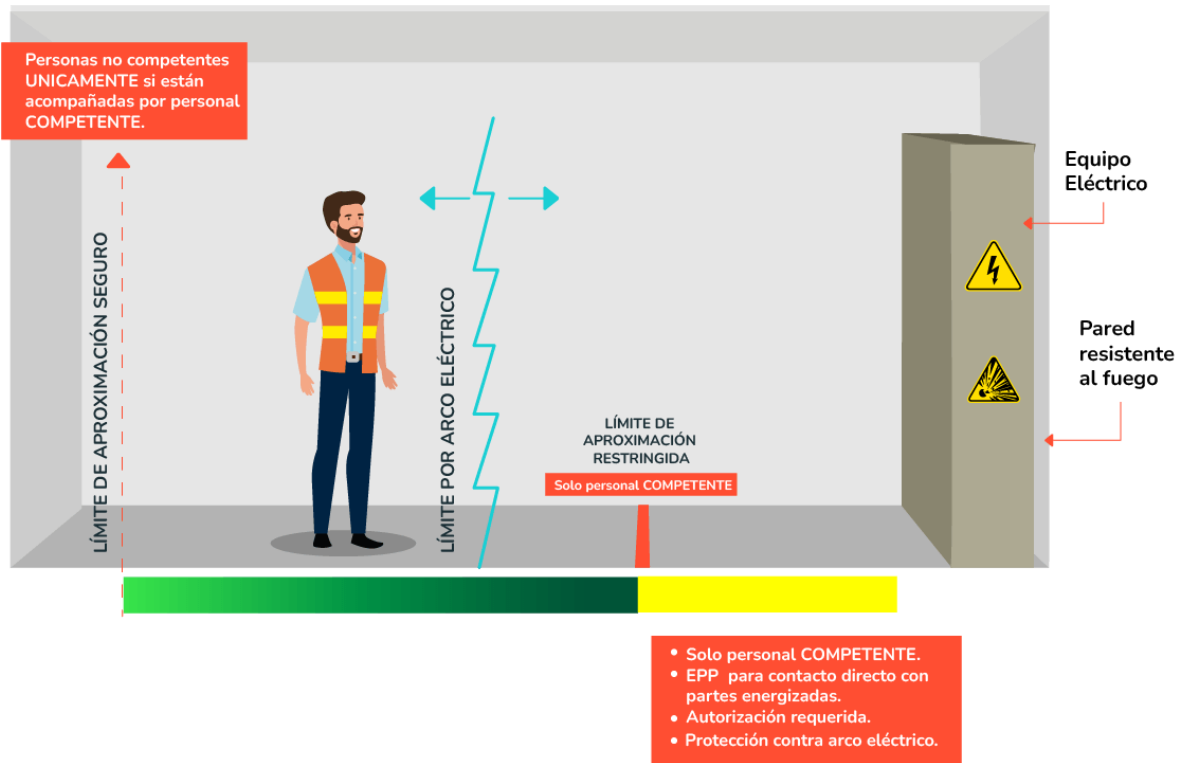 Personas no competentes
UNICAMENTE si están
acompañadas por personal
COMPETENTE.
LÍMITE DE APROXIMACIÓN SEGURO
LÍMITE POR ARCO ELÉCTRICO
LÍMITE DE
APROXIMACIÓN
RESTRINGIDA
Solo personal COMPETENTE
Equipo
Eléctrico
Pared
resistente
al fuego
• Solo personal COMPETENTE.
• EPP para contacto directo con
partes energizadas.
• Autorización requerida.
• Protección contra arco eléctrico.